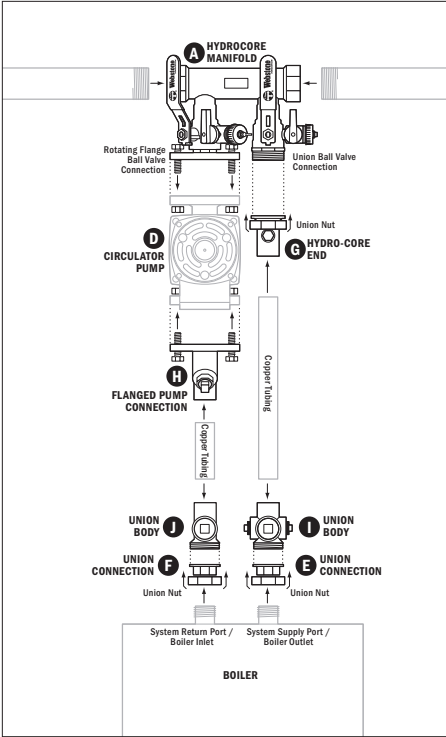 A HYDROCORE
MANIFOLD
Webstone
Webstone
Rotating Flange
Ball Valve
Connection
Union Ball Valve
Connection
Union Nut
D
CIRCULATOR
PUMP
G HYDRO-CORE
END
H
FLANGED PUMP
CONNECTION
Copper Tubing
Copper Tubing
UNION
BODY J
I UNION
BODY
UNION
CONNECTION F
E UNION
CONNECTION
Union Nut
Union Nut
System Return Port /
Boiler Inlet
System Supply Port /
Boiler Outlet
BOILER